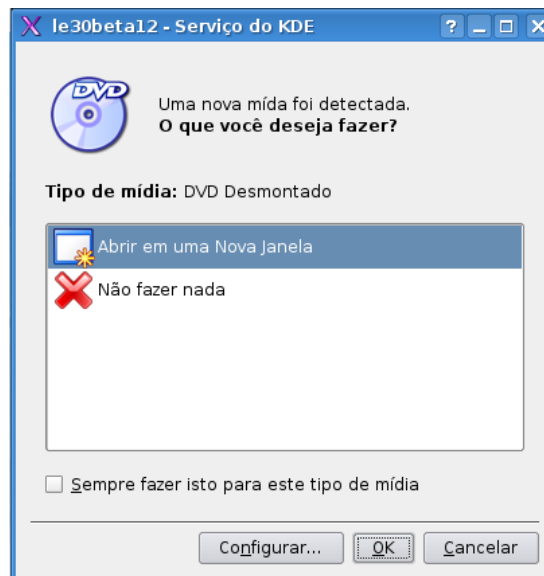 le30beta12 - Serviço do KDE
DVD
Uma nova mída foi detectada.
O que você deseja fazer?
Tipo de mídia: DVD Desmontado
Abrir em uma Nova Janela
Não fazer nada
Sempre fazer isto para este tipo de mídia
Configurar... OK Cancelar